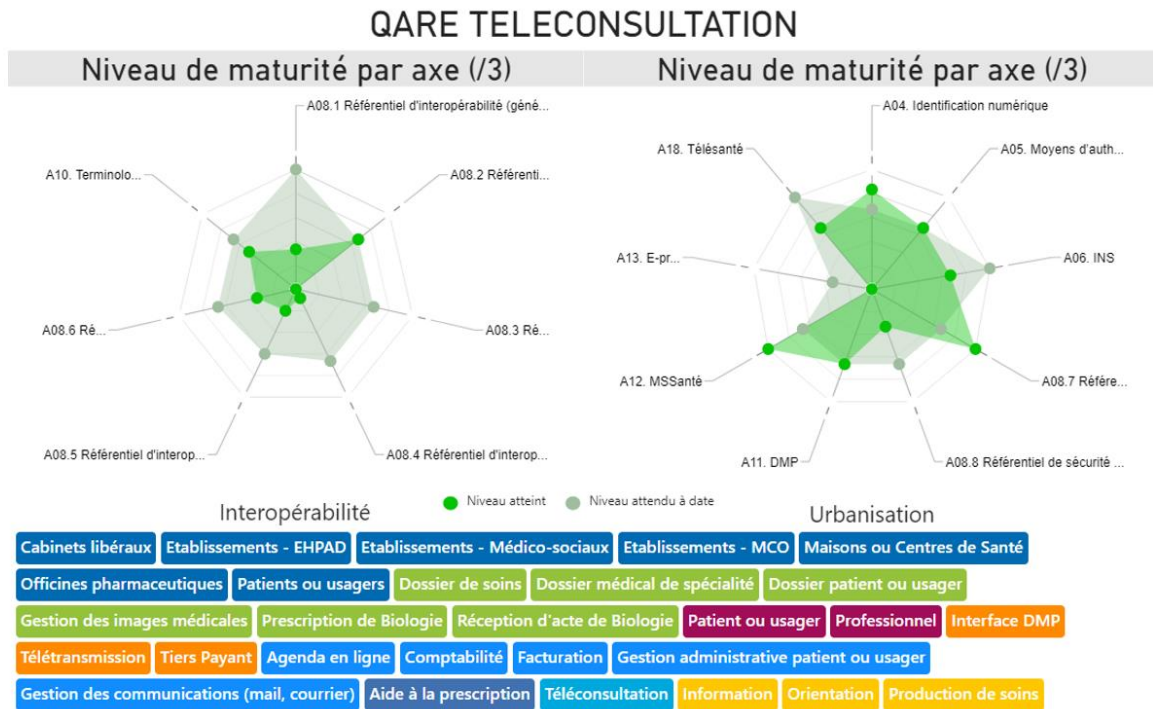 QARE TELECONSULTATION
Niveau de maturité par axe (/3)
Niveau de maturité par axe (/3)
A08.1 Référentiel d'interopérabilité (géné...
A10. Terminolo...
A08.2 Référenti...
A08.6 Ré...
A08.3 Ré...
A08.5 Référentiel d'interop...
A08.4 Référentiel d'interop...
A04. Identification numérique
A18. Télésanté
A05. Moyens d'auth...
A13. E-pr...
A06. INS
A12. MSSanté
A08.7 Référe...
A11. DMP
A08.8 Référentiel de sécurité ...
Interopérabilité
Niveau atteint
Niveau attendu à date
Urbanisation
Cabinets libéraux Etablissements - EHPAD Etablissements - Médico-sociaux Etablissements - MCO Maisons ou Centres de Santé
Officines pharmaceutiques Patients ou usagers Dossier de soins Dossier médical de spécialité Dossier patient ou usager
Gestion des images médicales Prescription de Biologie Réception d'acte de Biologie Patient ou usager Professionnel Interface DMP
Télétransmission Tiers Payant Agenda en ligne Comptabilité Facturation Gestion administrative patient ou usager
Gestion des communications (mail, courrier) Aide à la prescription Téléconsultation Information Orientation Production de soins